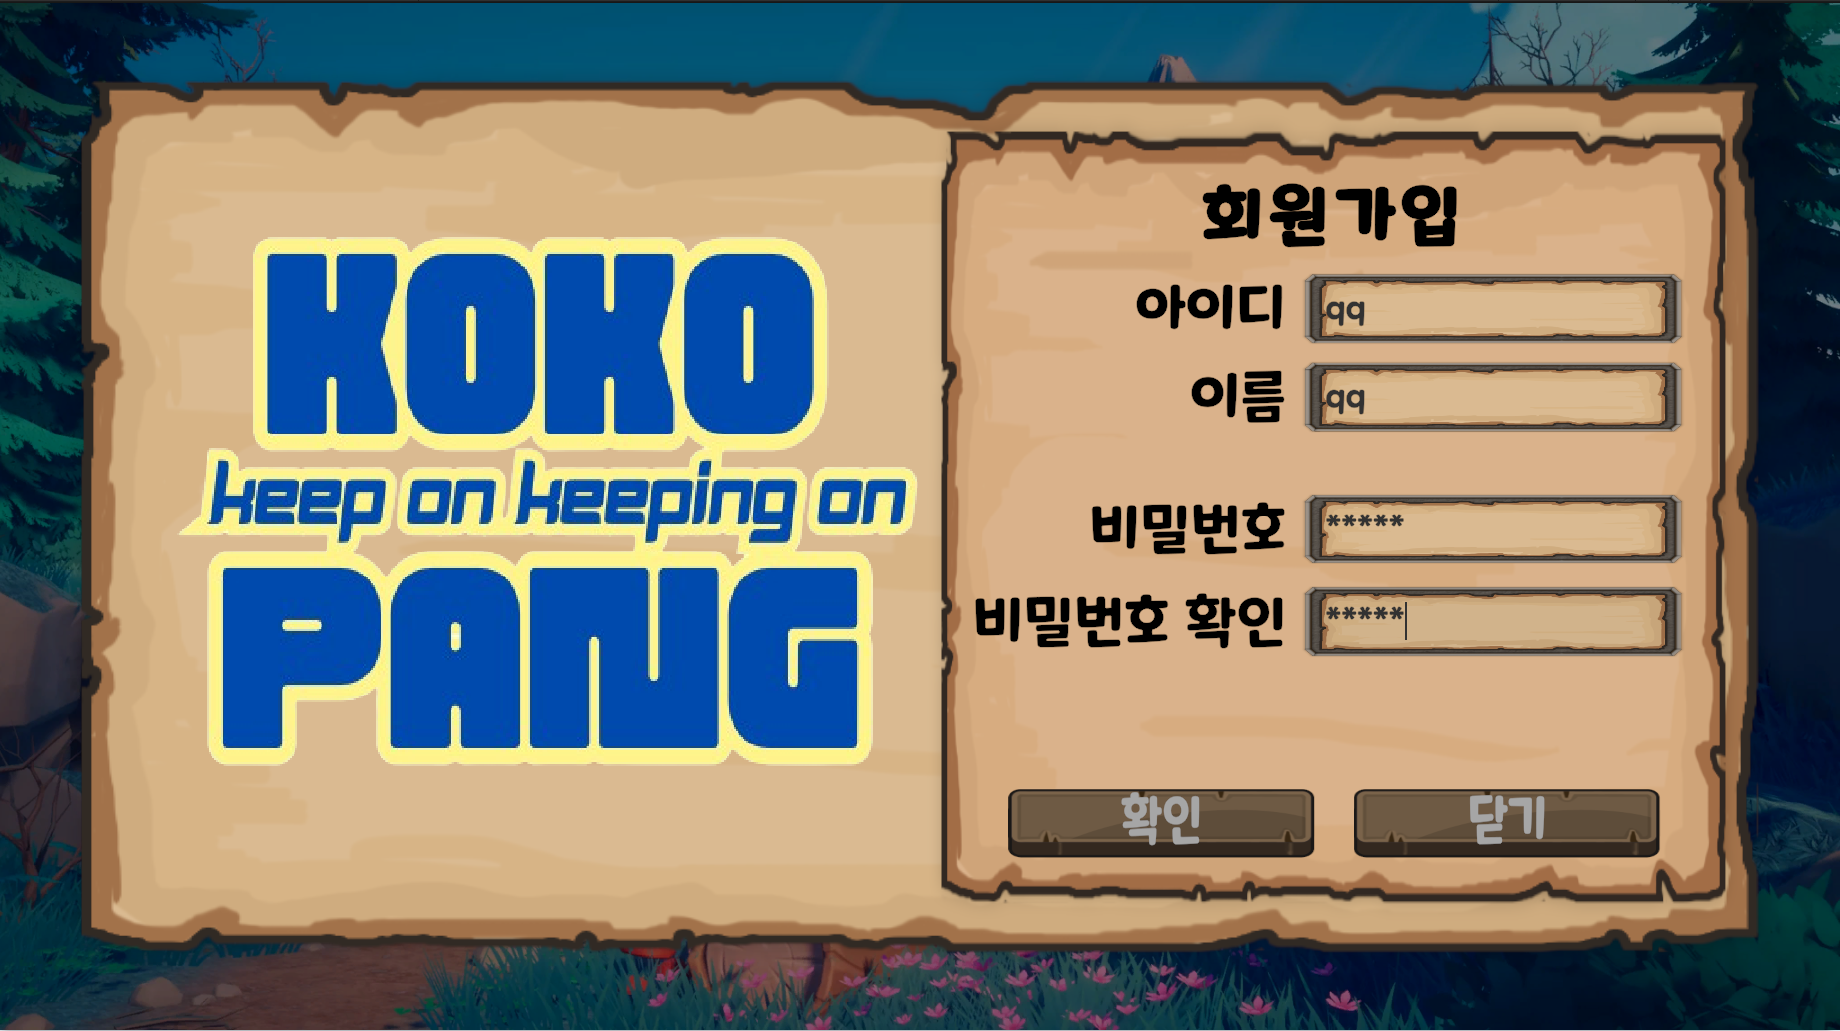 KOKO
keep on keeping on
PANG
회원가입
아이디 qq
이름 qq
비밀번호 *****
비밀번호 확인 *****
확인 닫기